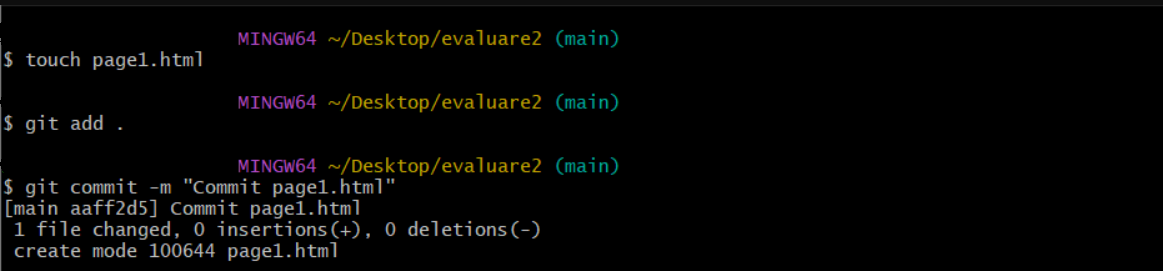 MINGW64 ~/Desktop/evaluare2 (main)
$ touch page1.html
MINGW64 ~/Desktop/evaluare2 (main)
$ git add .
MINGW64 ~/Desktop/evaluare2 (main)
$ git commit -m "Commit page1.html"
[main aaff2d5] Commit page1.html
 1 file changed, 0 insertions(+), 0 deletions(-)
 create mode 100644 page1.html